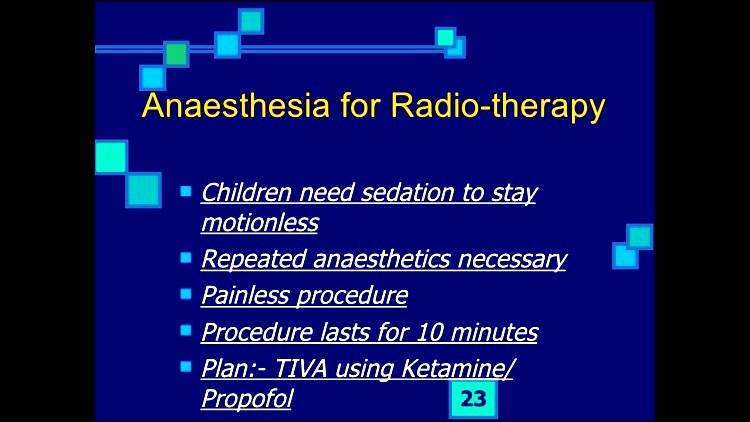 Anaesthesia for Radio-therapy
Children need sedation to stay
motionless
Repeated anaesthetics necessary
Painless procedure
Procedure lasts for 10 minutes
Plan:- TIVA using Ketamine/
Propofol
23